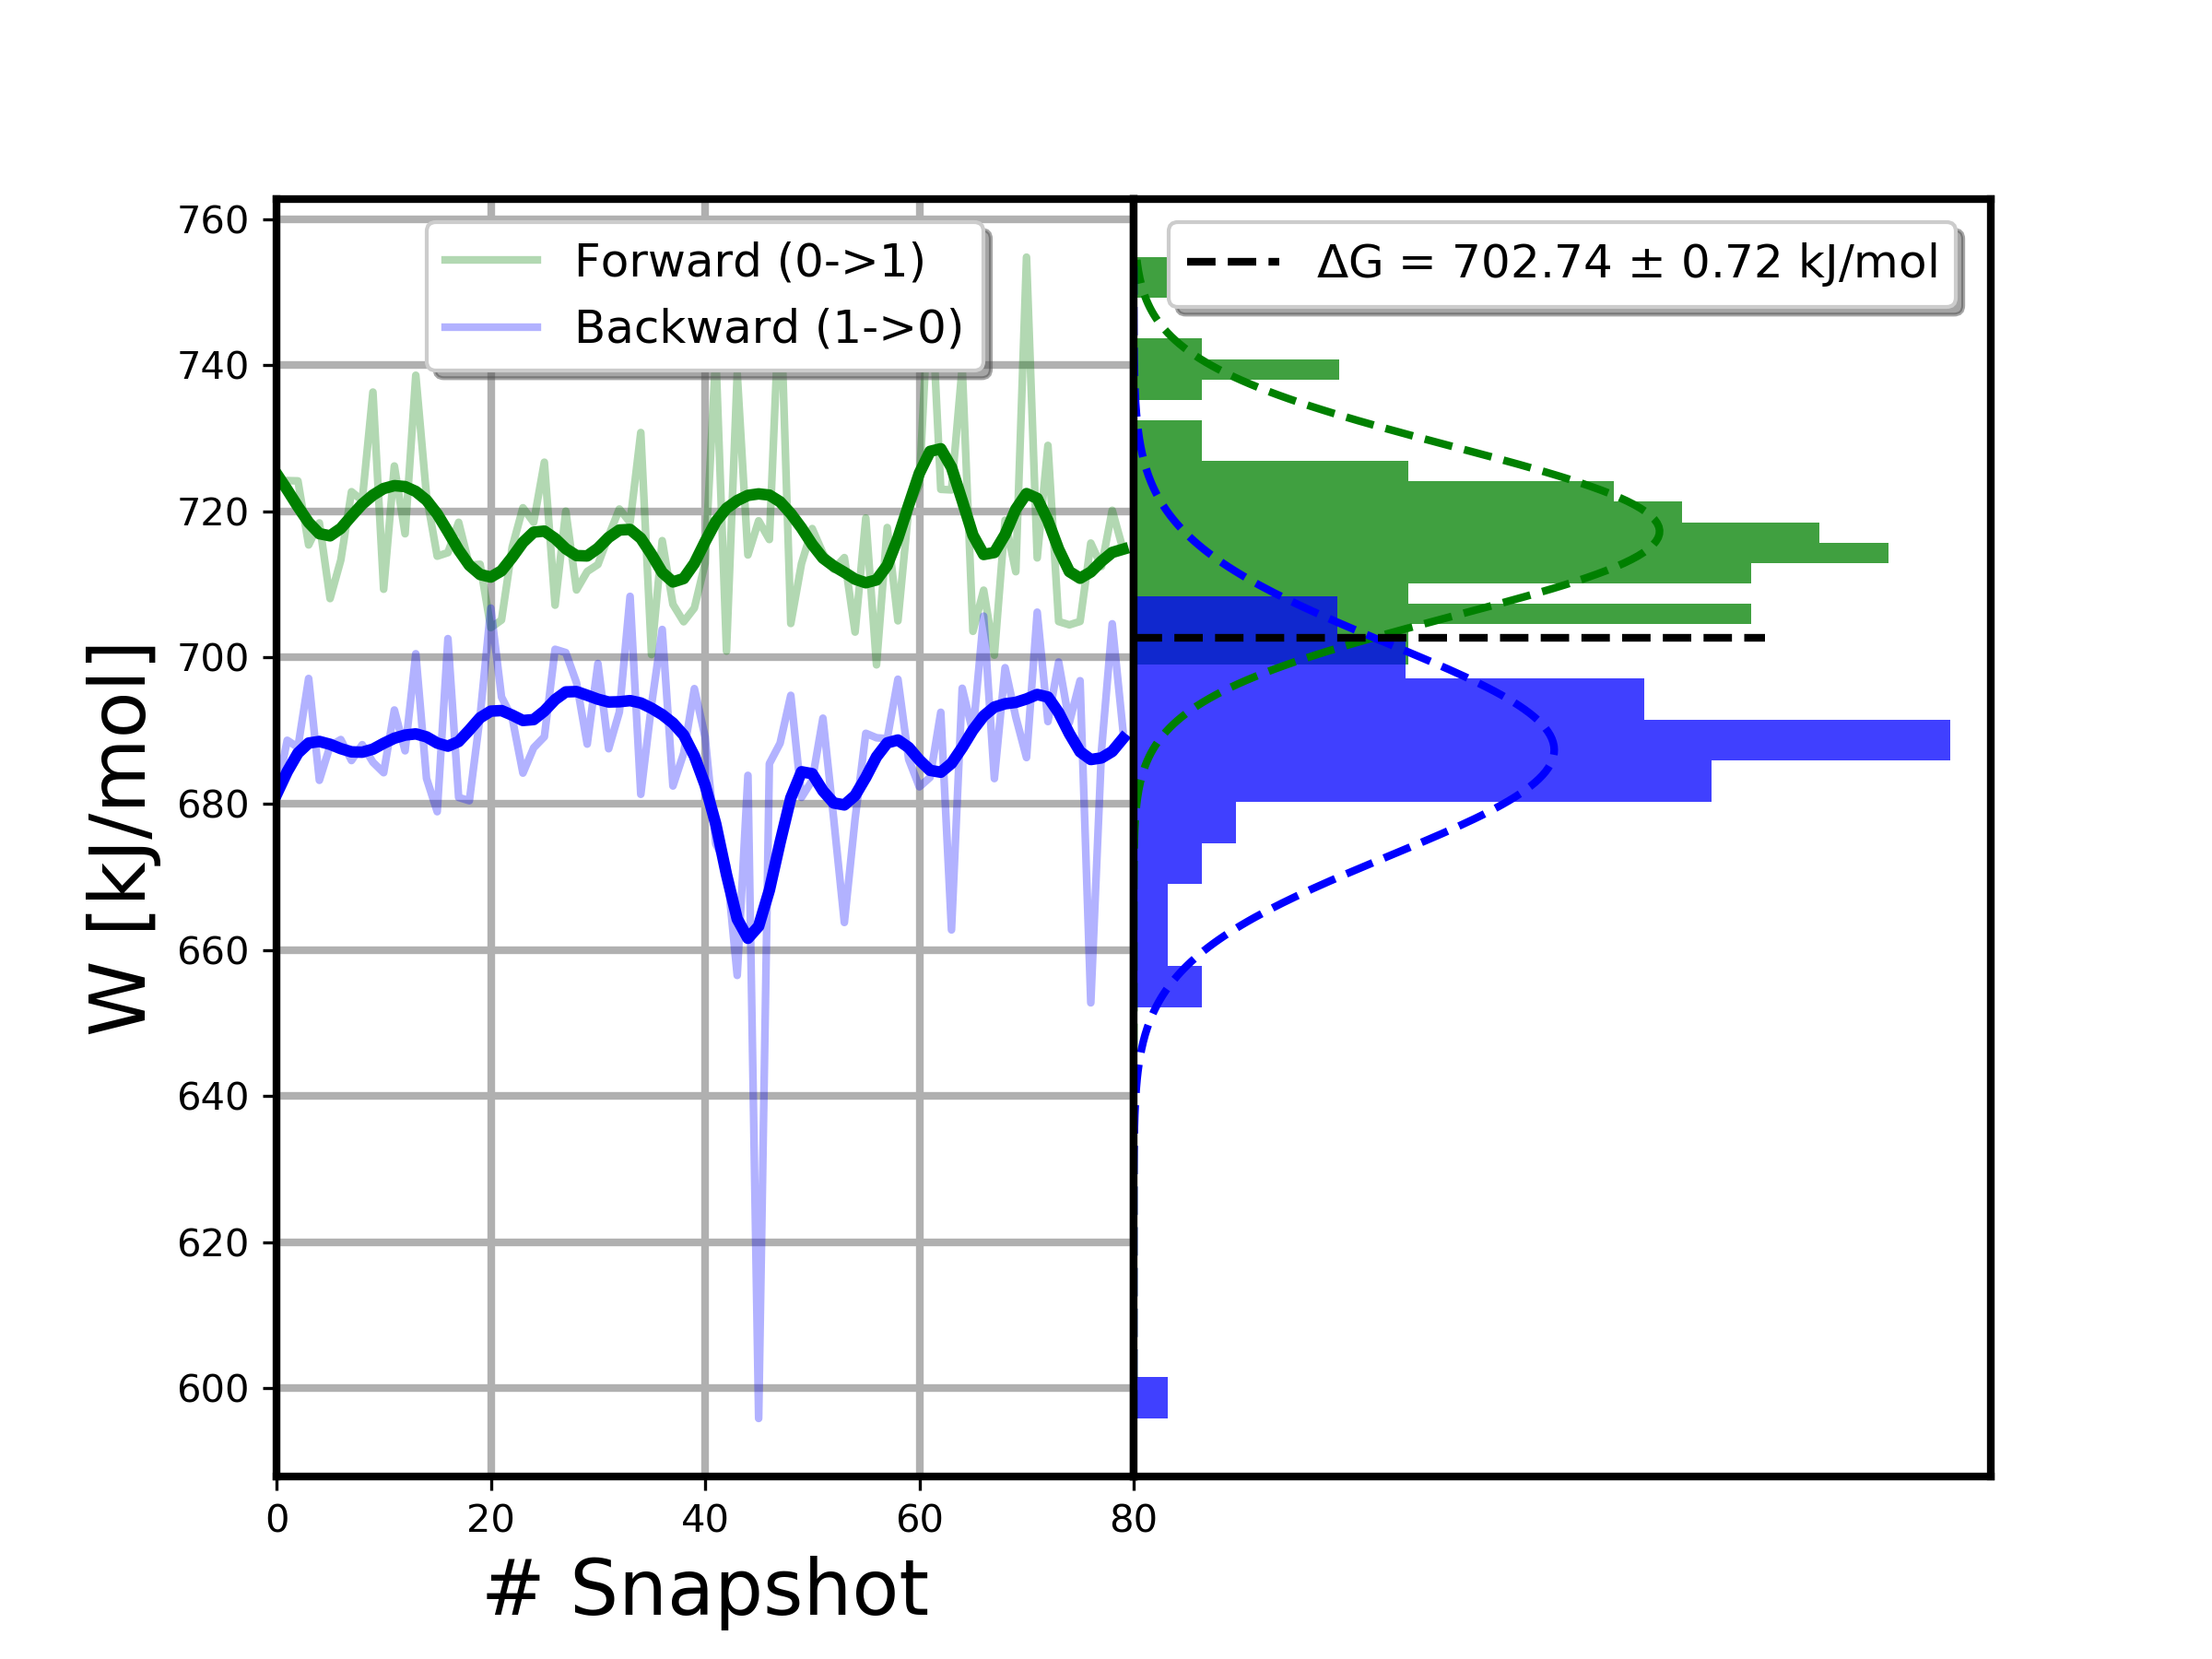 Forward (0->1)
Backward (1->0)
ΔG = 702.74 ± 0.72 kJ/mol
W [kJ/mol]
760
740
720
700
680
660
640
620
600
0 20 40 60 80
# Snapshot